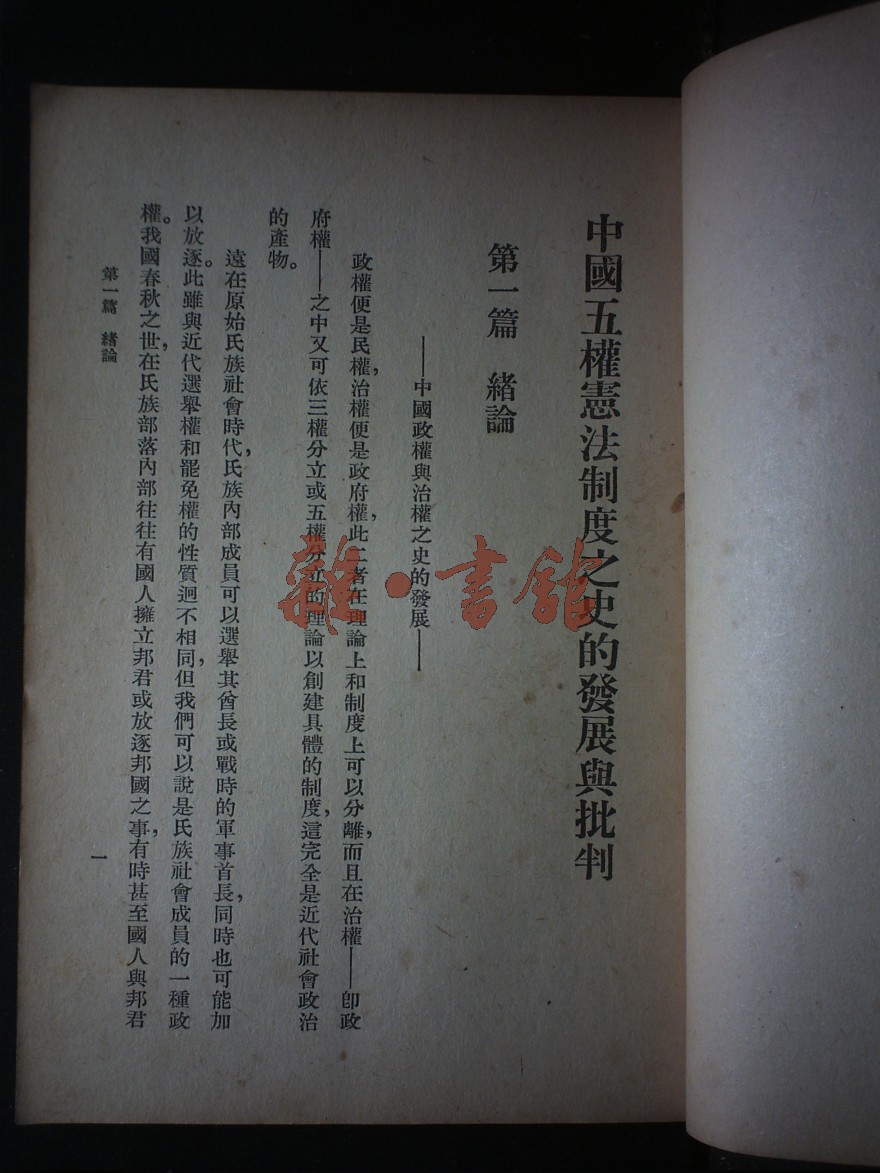 中國五權憲法制度之史的發展與批判
第一篇 緒論
——中國政權與治權之史的發展——
政權便是民權，治權便是政府權，此二者在理論上和制度上可以分離，而且在治權——卽政
府權——之中又可依三權分立或五權分立的理論以創建具體的制度，這完全是近代社會政治
的產物。
遠在原始氏族社會時代，氏族內部成員可以選舉其酋長或戰時的軍事首長，同時也可能加
以放逐。此雖與近代選舉權和罷免權的性質迥不相同，但我們可以說是氏族社會成員的一種政
權。我國春秋之世，在氏族部落內部往往有國人擁立邦君或放逐邦國之事，有時甚至國人與邦君
第一篇 緒論
一
雜·書館